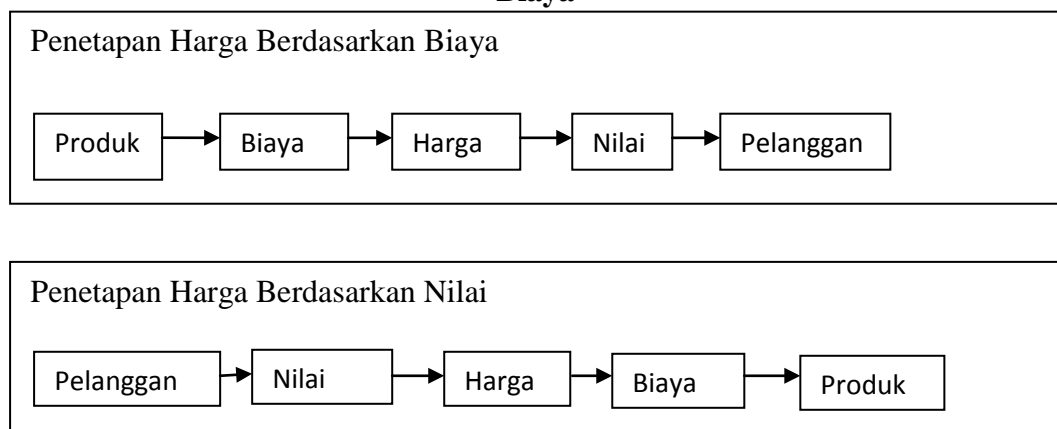 Biaya
Penetapan Harga Berdasarkan Biaya
Produk Biaya Harga Nilai Pelanggan
Penetapan Harga Berdasarkan Nilai
Pelanggan Nilai Harga Biaya Produk